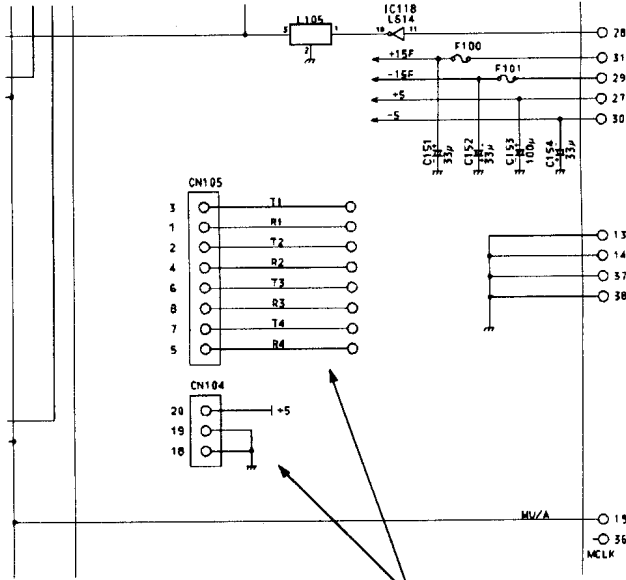 IC118
L105
LS14
3 1 10 11 28
2
+15F F100 31
-15F F101 29
+5 27
-5 30
C151 33μ C152 33μ C153 100μ C154 33μ
CN105
3 T1
1 R1
2 T2
4 R2
6 T3
8 R3
7 T4
5 R4
13
14
37
38
CN104
20 +5
19
18
MW/A 15
36
MCLK